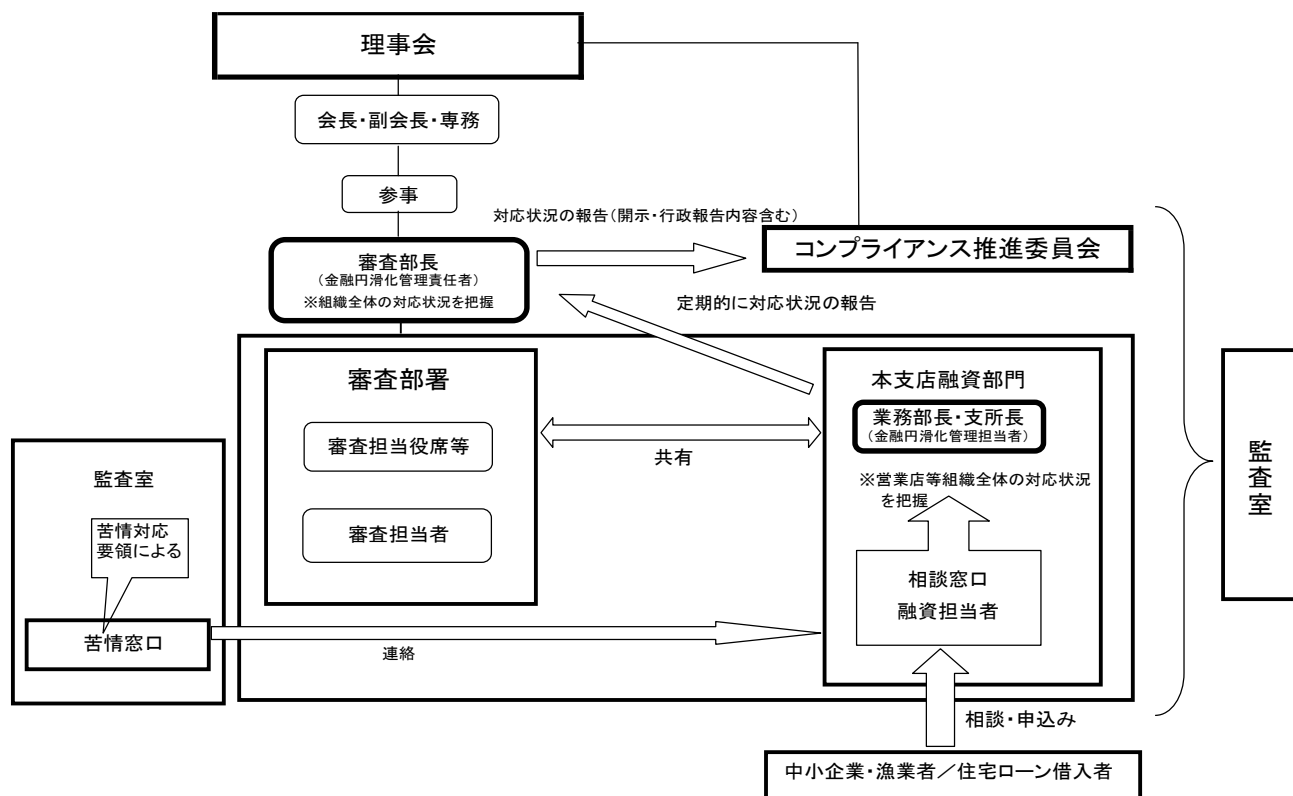 理事会
会長・副会長・専務
参事
対応状況の報告(開示・行政報告内容含む)
コンプライアンス推進委員会
審査部長
(金融円滑化管理責任者)
※組織全体の対応状況を把握
定期的に対応状況の報告
審査部署
審査担当役席等
審査担当者
共有
本支店融資部門
業務部長・支所長
(金融円滑化管理担当者)
※営業店等組織全体の対応状況
を把握
相談窓口
融資担当者
監査室
苦情対応
要領による
苦情窓口
連絡
相談・申込み
中小企業・漁業者/住宅ローン借入者
監査室